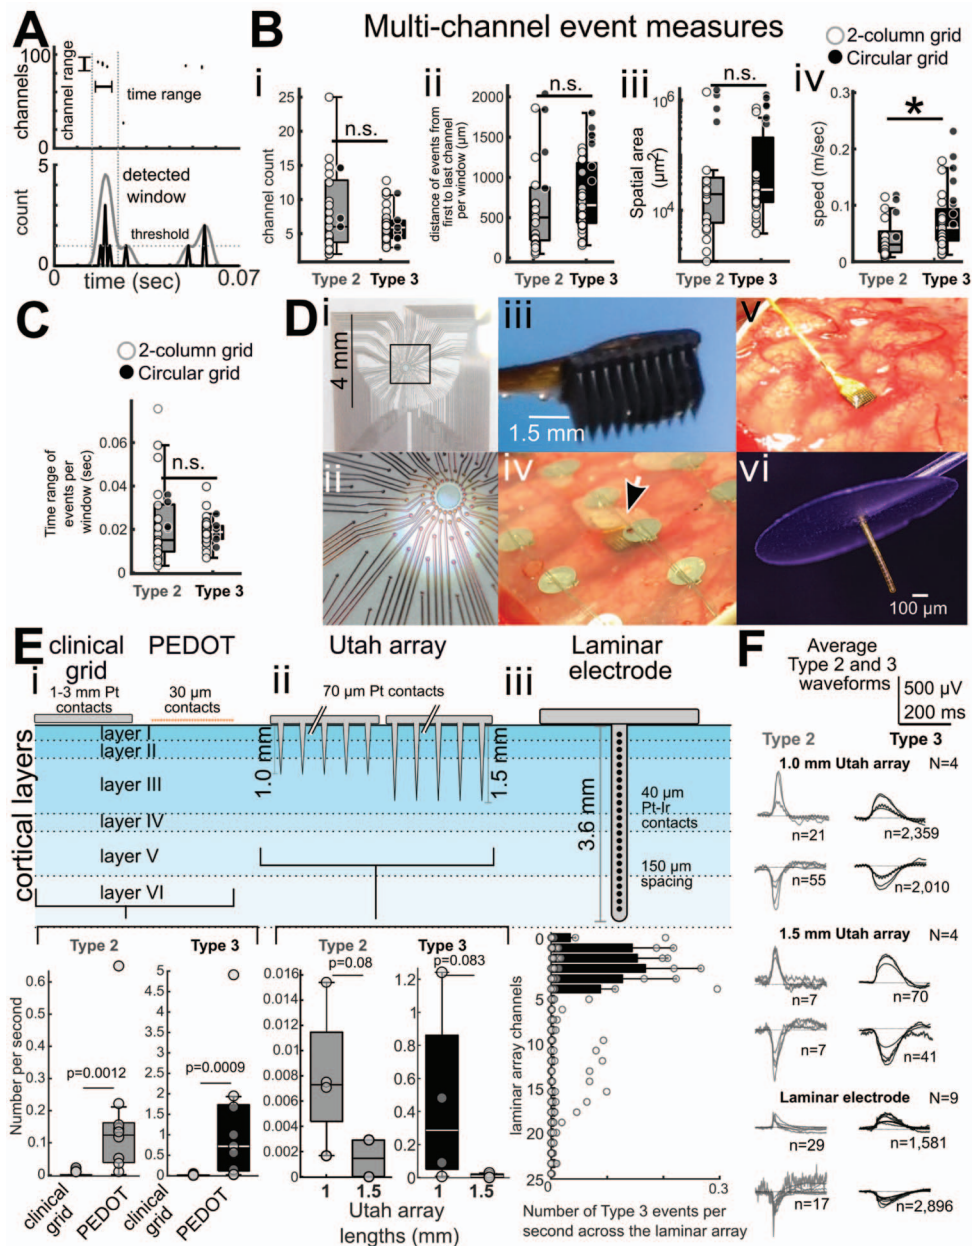 A
channels
100
0
channel range
time range
count
5
0
detected
window
threshold
0
time (sec)
0.07
B
Multi-channel event measures
2-column grid
Circular grid
i
channel count
25
20
15
10
5
n.s.
Type 2
Type 3
ii
distance of events from
first to last channel
per window (µm)
2000
1500
1000
500
0
n.s.
Type 2
Type 3
iii
Spatial area
(µm²)
10⁶
10⁴
n.s.
Type 2
Type 3
iv
speed (m/sec)
0.3
0.2
0.1
0
*
Type 2
Type 3
C
2-column grid
Circular grid
Time range of
events per
window (sec)
0.06
0.04
0.02
0
n.s.
Type 2
Type 3
D
i
4 mm
ii
iii
1.5 mm
iv
v
vi
100 µm
E
cortical layers
clinical
grid
PEDOT
i
1-3 mm Pt
contacts
30 µm
contacts
Utah array
ii
70 µm Pt contacts
1.0 mm
1.5 mm
Laminar
electrode
iii
3.6 mm
40 µm
Pt-Ir
contacts
150 µm
spacing
layer I
layer II
layer III
layer IV
layer V
layer VI
Number per second
Type 2
0.6
0.5
0.4
0.3
0.2
0.1
0
p=0.0012
clinical
grid
PEDOT
Type 3
5
4.5
4
3.5
3
2.5
2
1.5
1
0.5
0
p=0.0009
clinical
grid
PEDOT
Type 2
p=0.08
0.016
0.014
0.012
0.010
0.008
0.006
0.004
0.002
0.000
1
1.5
Type 3
p=0.083
1.2
1.0
0.8
0.6
0.4
0.2
0
1
1.5
Utah array
lengths (mm)
laminar array channels
0
5
10
15
20
25
0
0.3
Number of Type 3 events per
second across the laminar array
F
Average
Type 2 and 3
waveforms
500 µV
200 ms
Type 2
Type 3
1.0 mm Utah array N=4
n=21
n=2,359
n=55
n=2,010
1.5 mm Utah array N=4
n=7
n=70
n=7
n=41
Laminar electrode N=9
n=29
n=1,581
n=17
n=2,896